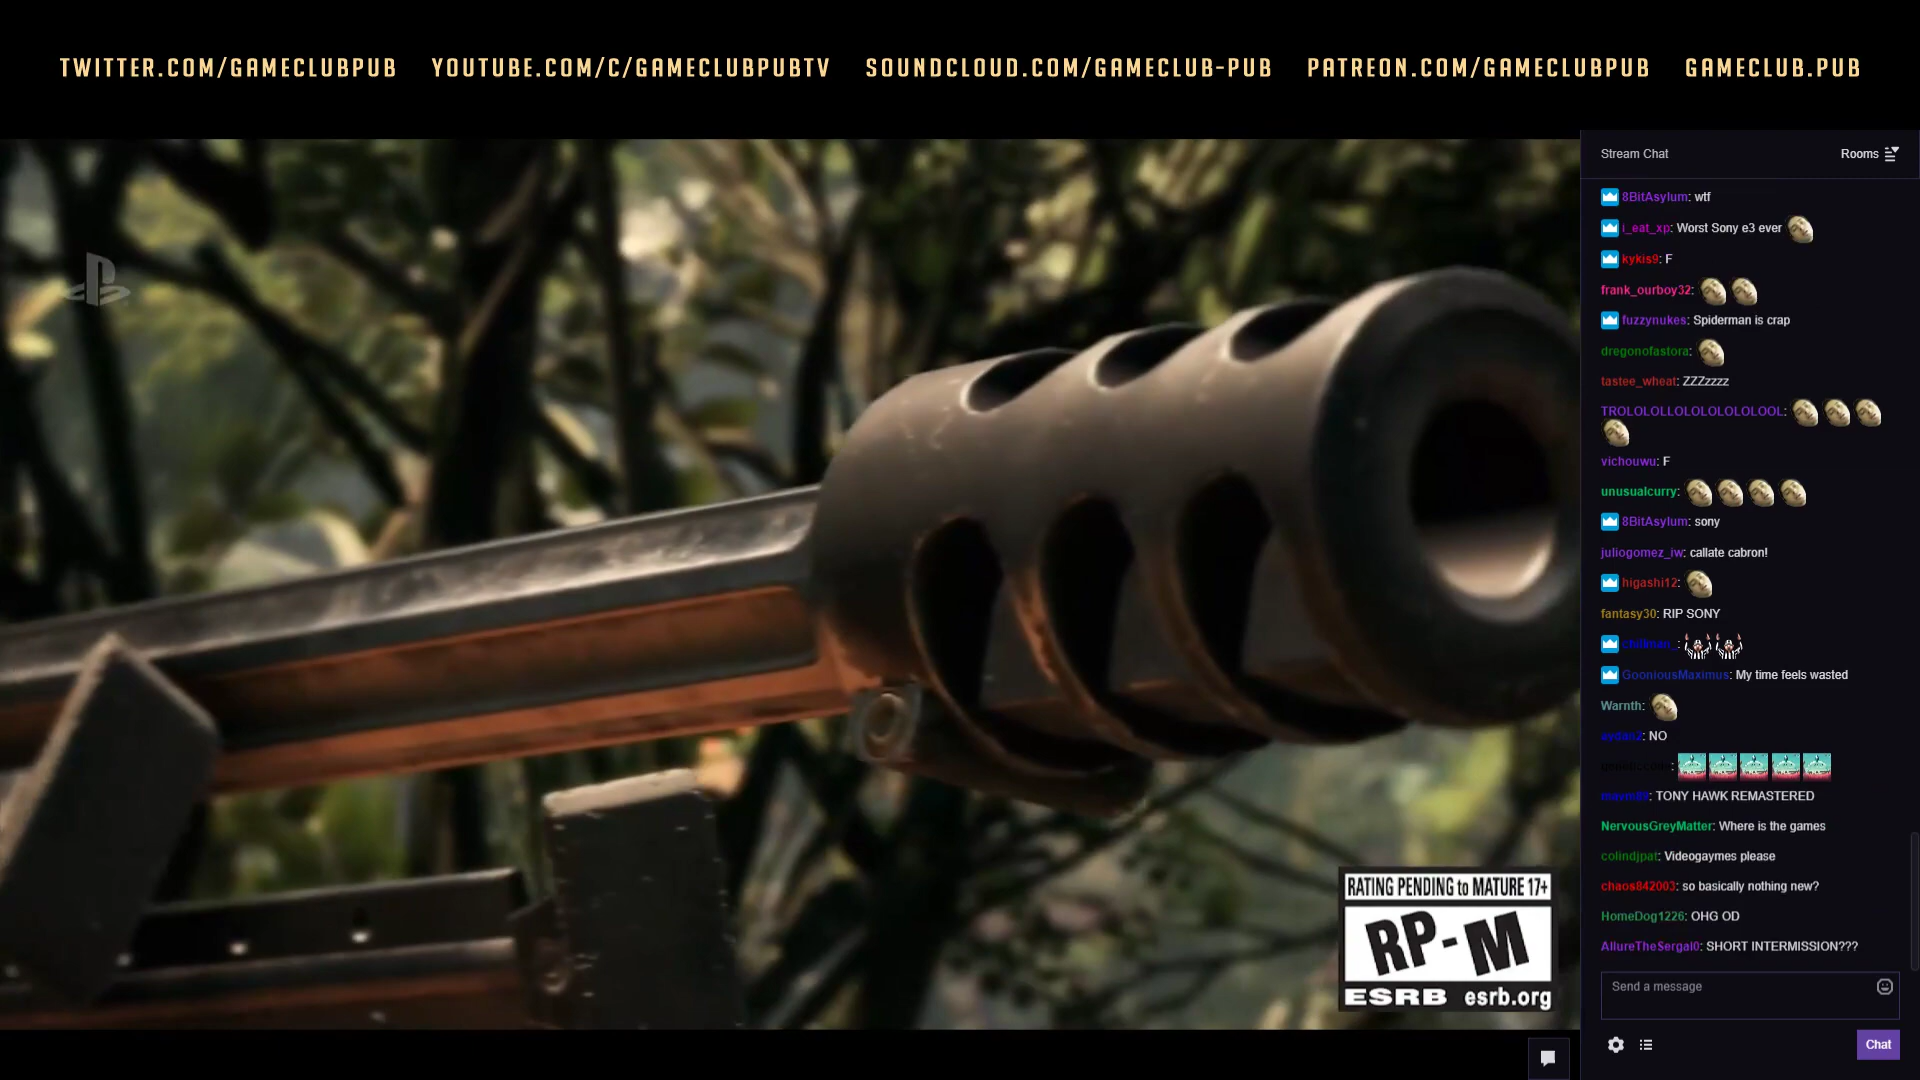 TWITTER.COM/GAMECLUBPUB YOUTUBE.COM/C/GAMECLUBPUBTV SOUNDCLOUD.COM/GAMECLUB-PUB PATREON.COM/GAMECLUBPUB GAMECLUB.PUB
Stream Chat Rooms
8BitAsylum: wtf
i_eat_xp: Worst Sony e3 ever
kykis9: F
frank_ourboy32:
fuzzynukes: Spiderman is crap
dregonofastora:
tastee_wheat: ZZZzzzz
TROLOLOLLOLOLOLOLOLOOL:
vichouwu: F
unusualcurry:
8BitAsylum: sony
juliogomez_iw: callate cabron!
higashi12:
fantasy30: RIP SONY
chillman_:
GooniousMaximus: My time feels wasted
Warnth:
: NO
:
: TONY HAWK REMASTERED
NervousGreyMatter: Where is the games
colindjpat: Videogaymes please
chaos842003: so basically nothing new?
HomeDog1226: OHG OD
AllureTheSergal0: SHORT INTERMISSION???
Send a message
Chat
RATING PENDING to MATURE 17+
RP-M
ESRB esrb.org